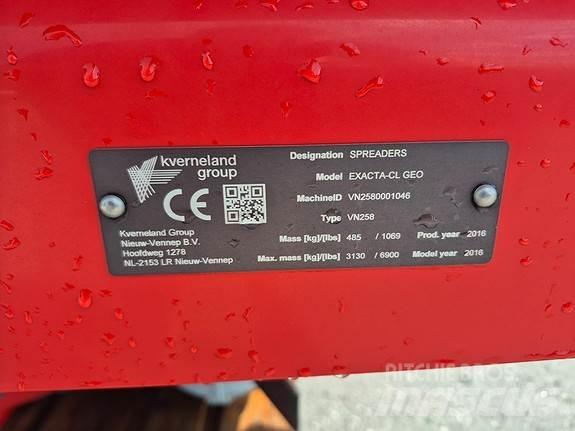 kverneland
group
CE
Kverneland Group
Nieuw-Vennep B.V.
Hoofdweg 1278
NL-2153 LR Nieuw-Vennep
Designation SPREADERS
Model EXACTA-CL GEO
MachineID VN2580001046
Type VN258
Mass [kg]/[lbs] 485 / 1069 Prod. year 2016
Max. mass [kg]/[lbs] 3130 / 6900 Model year 2016
RITCHIE BROS.
mascus